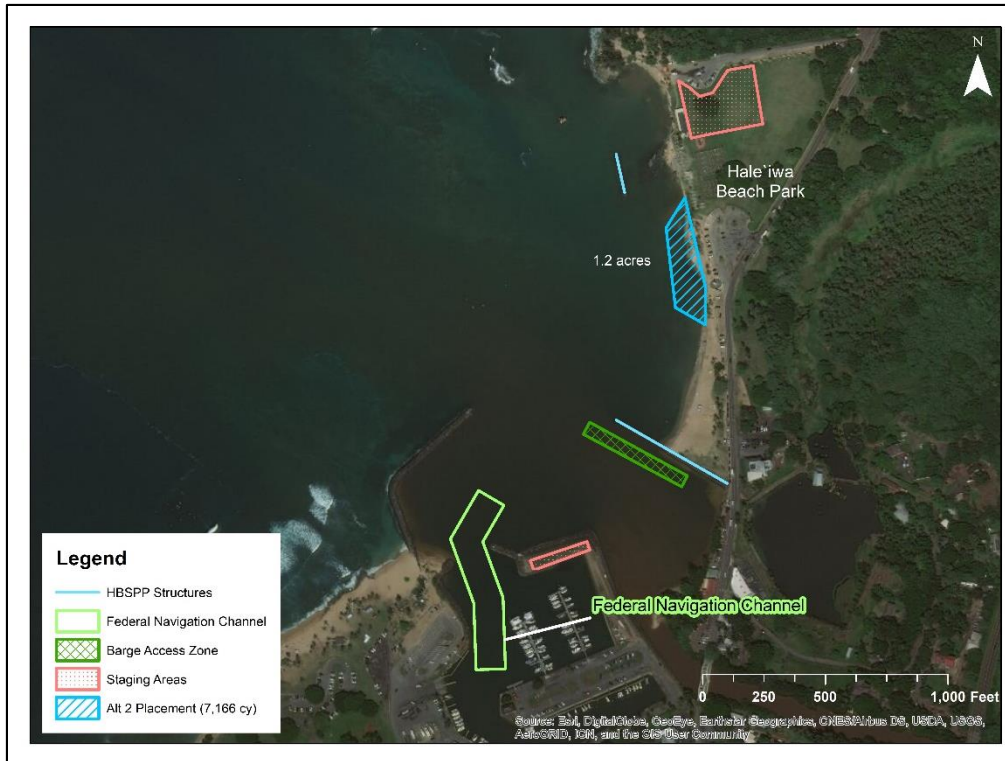 N
Hale`iwa
Beach Park
1.2 acres
Legend
HBSPP Structures
Federal Navigation Channel
Barge Access Zone
Staging Areas
Alt 2 Placement (7,166 cy)
Federal Navigation Channel
0 250 500 1,000 Feet
Source: Esri, DigitalGlobe, GeoEye, Earthstar Geographics, CNES/Airbus DS, USDA, USGS,
AeroGRID, IGN, and the GIS User Community